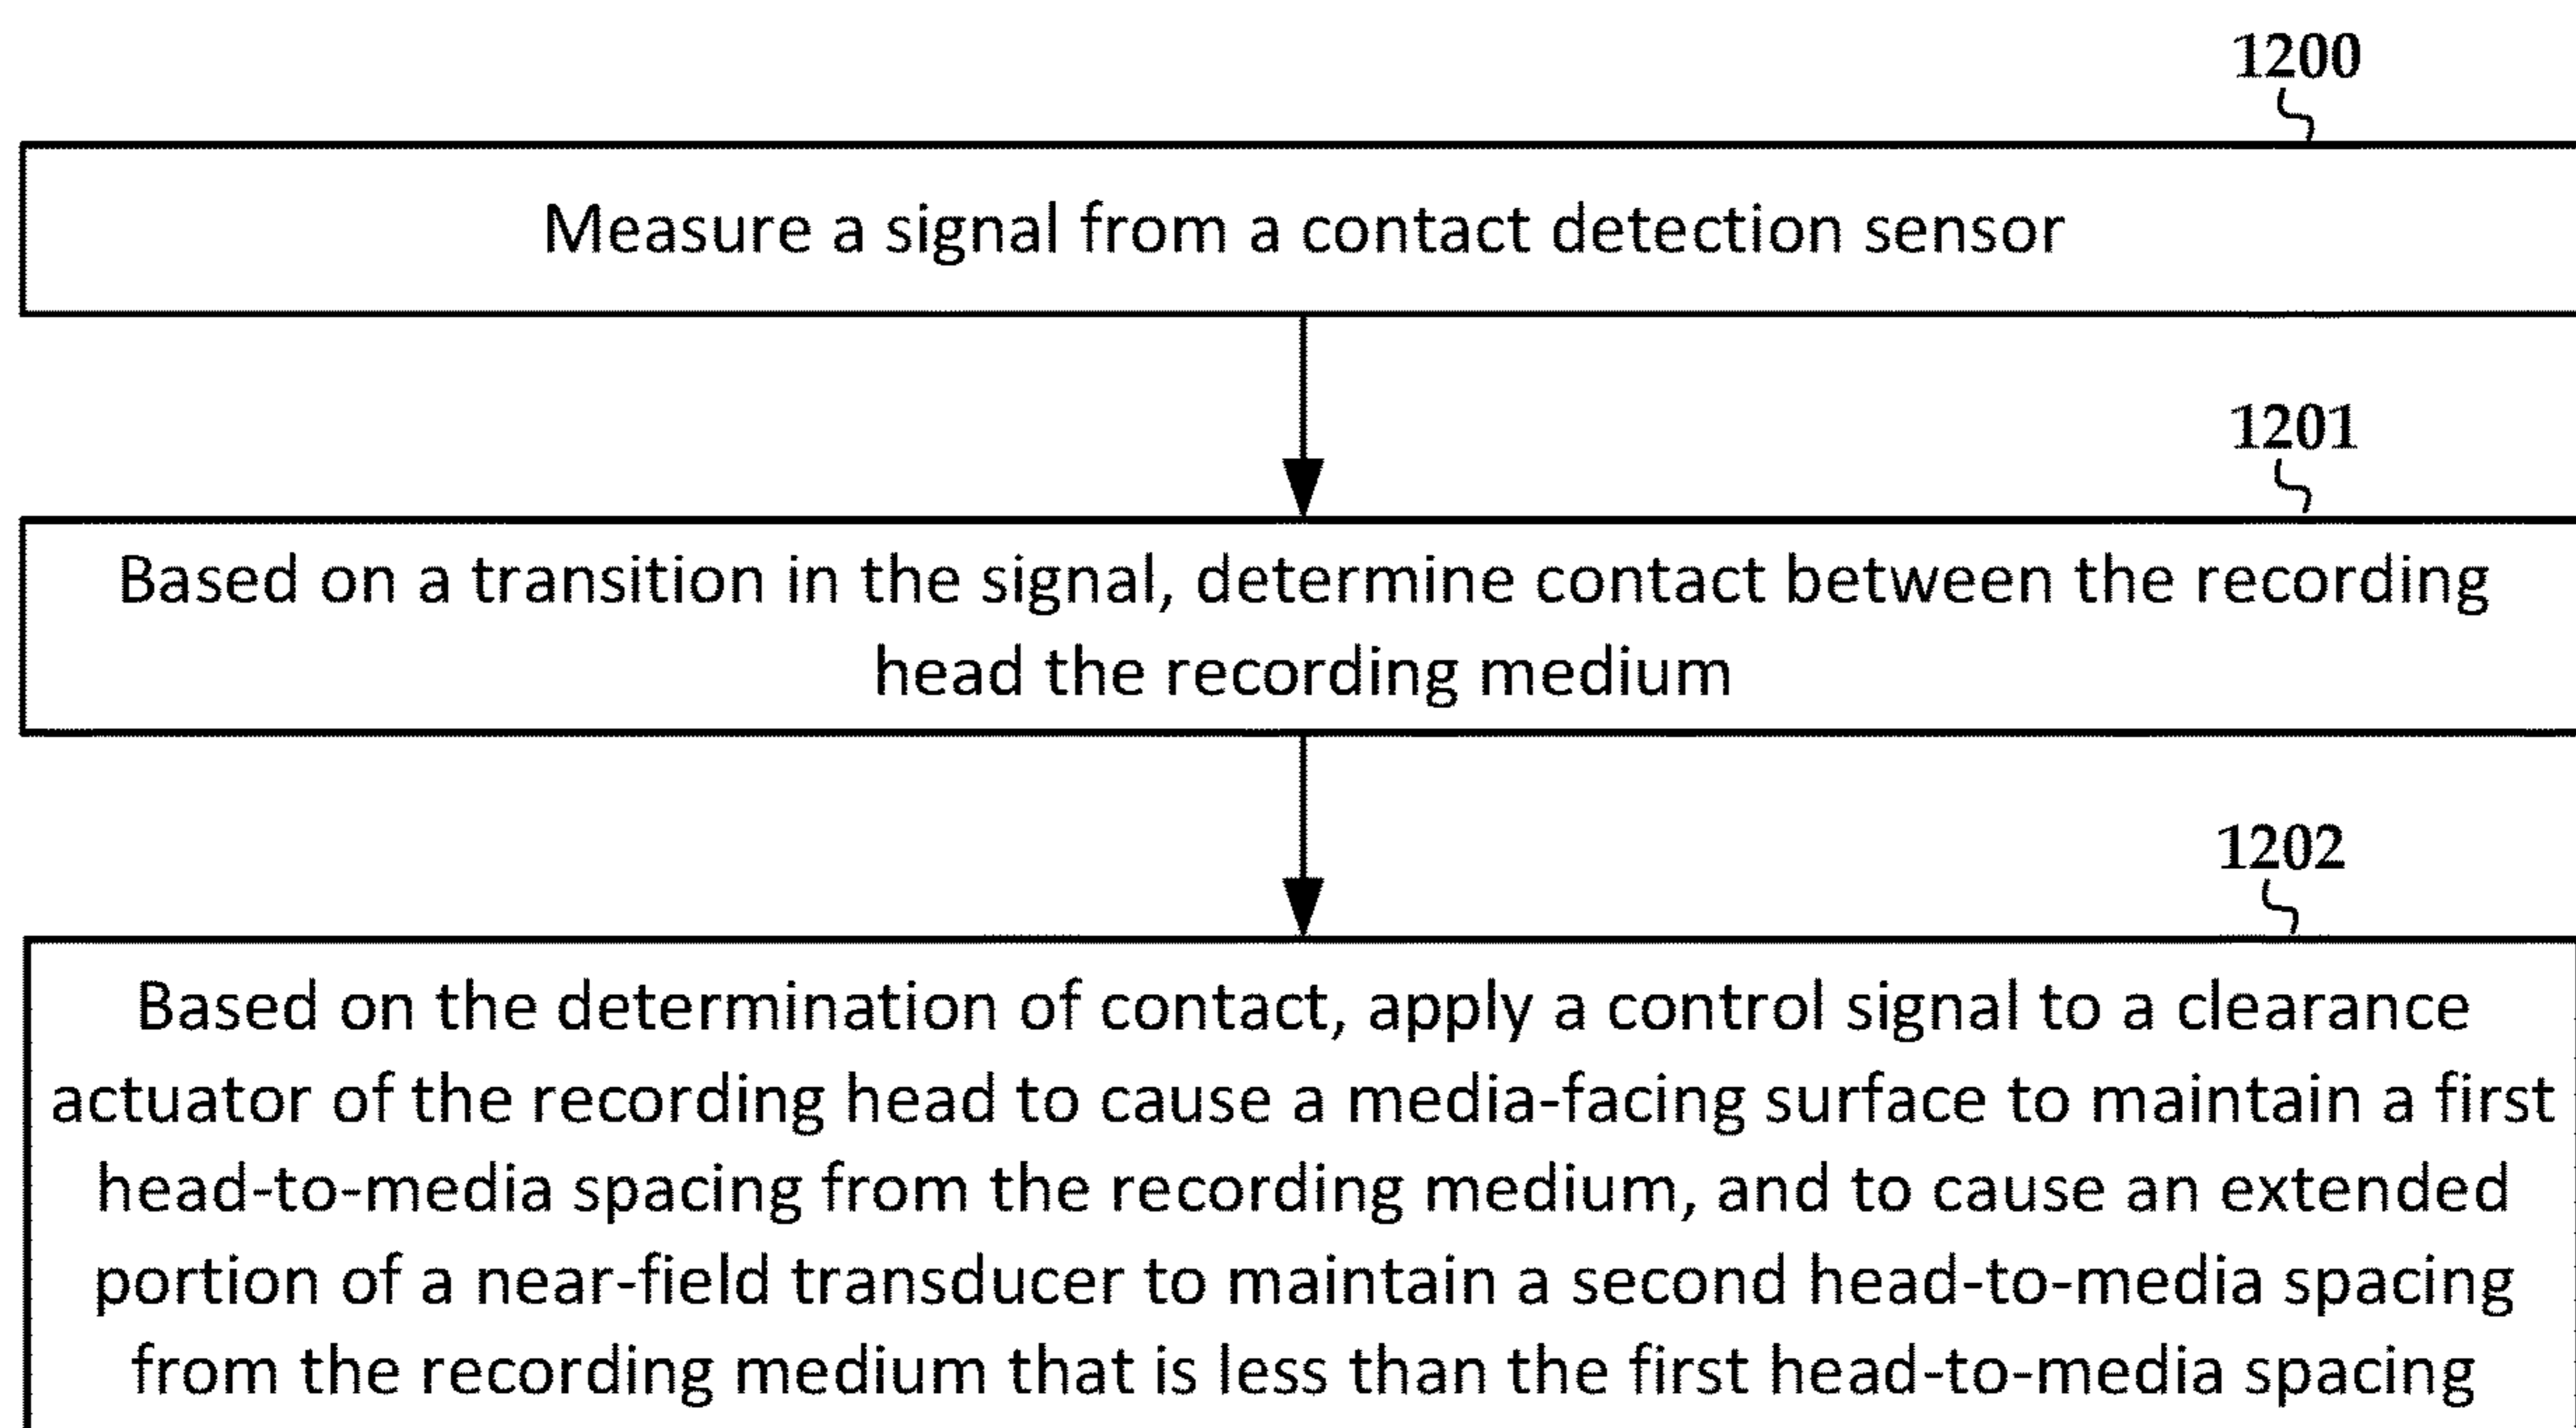 1200
Measure a signal from a contact detection sensor
1201
Based on a transition in the signal, determine contact between the recording
head the recording medium
1202
Based on the determination of contact, apply a control signal to a clearance
actuator of the recording head to cause a media-facing surface to maintain a first
head-to-media spacing from the recording medium, and to cause an extended
portion of a near-field transducer to maintain a second head-to-media spacing
from the recording medium that is less than the first head-to-media spacing